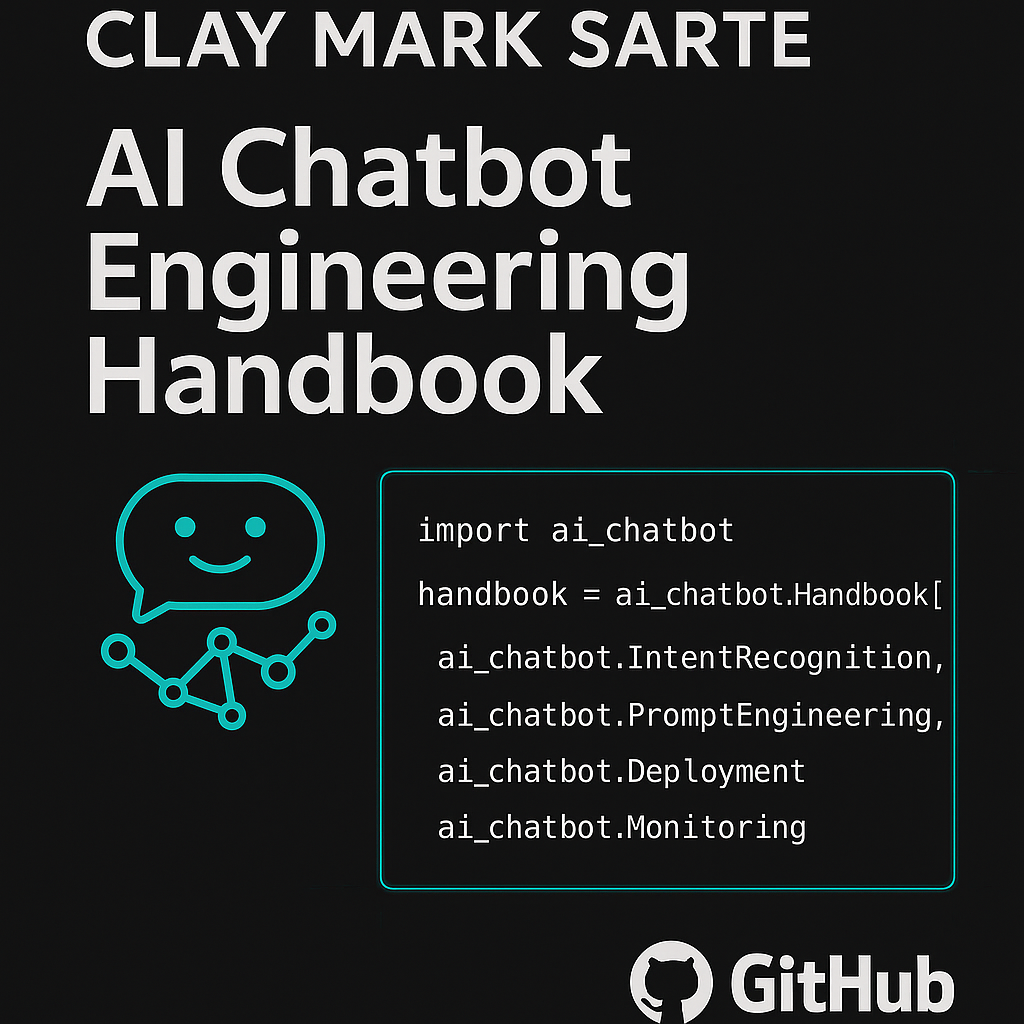 CLAY MARK SARTE
AI Chatbot
Engineering
Handbook
import ai_chatbot
handbook = ai_chatbot.Handbook[
ai_chatbot.IntentRecognition,
ai_chatbot.PromptEngineering,
ai_chatbot.Deployment
ai_chatbot.Monitoring
GitHub